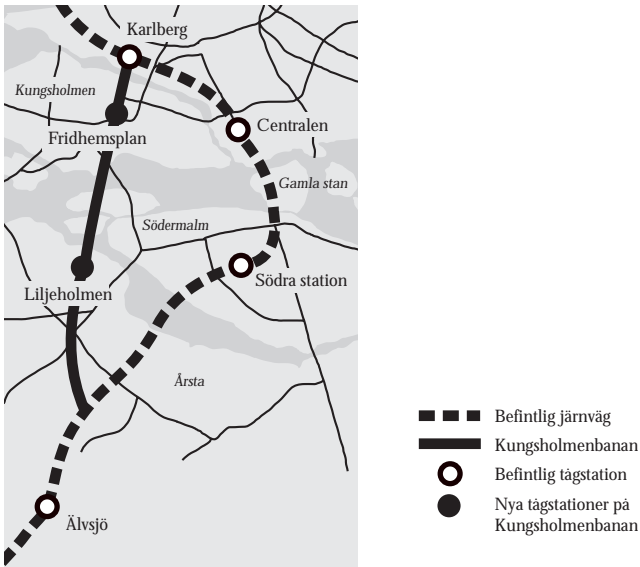 Karlberg
Kungsholmen
Fridhemsplan
Centralen
Gamla stan
Södermalm
Södra station
Liljeholmen
Årsta
Älvsjö
Befintlig järnväg
Kungsholmenbanan
Befintlig tågstation
Nya tågstationer på
Kungsholmenbanan